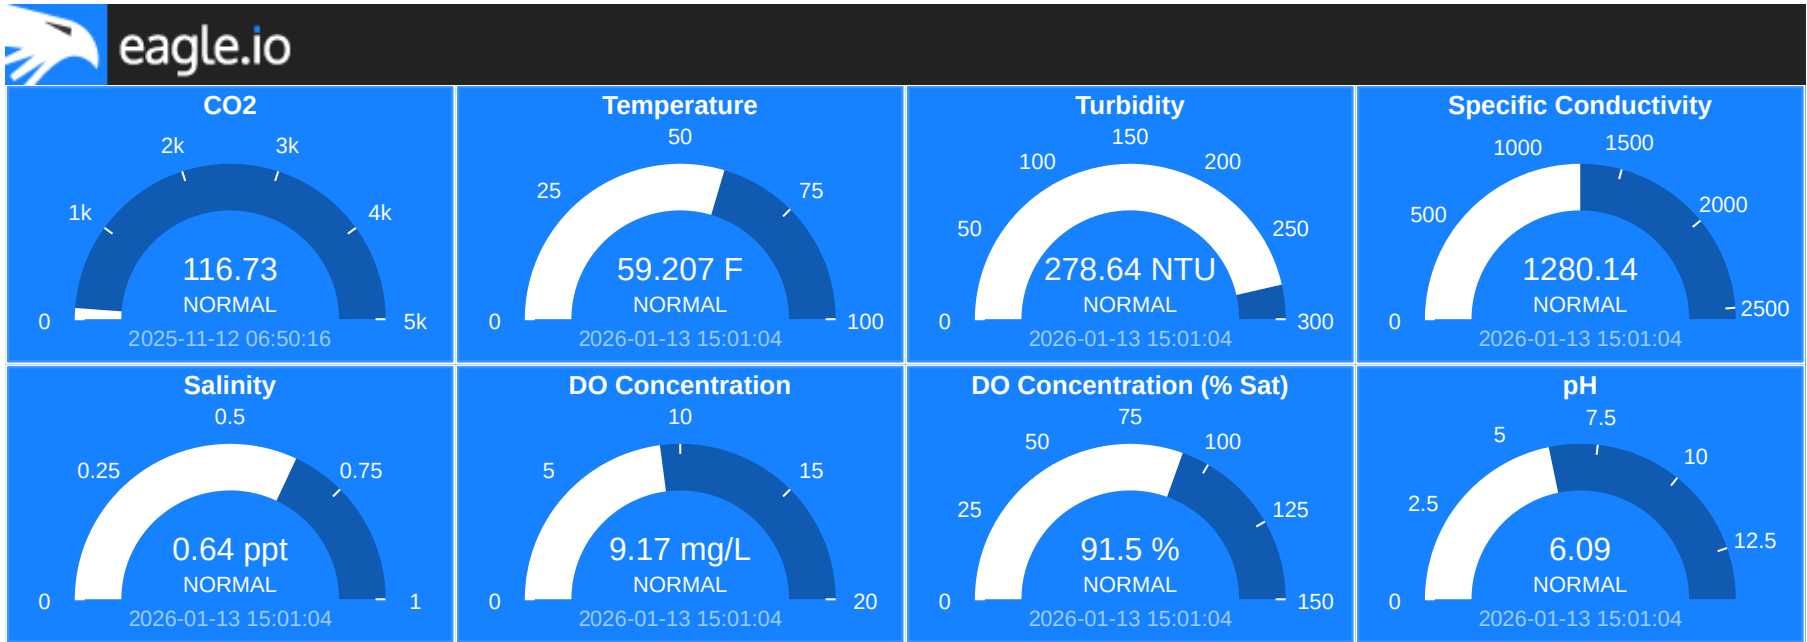 eagle.io
CO2
0
1k
2k
3k
4k
5k
116.73
NORMAL
2025-11-12 06:50:16
Temperature
0
25
50
75
100
59.207 F
NORMAL
2026-01-13 15:01:04
Turbidity
0
50
100
150
200
250
300
278.64 NTU
NORMAL
2026-01-13 15:01:04
Specific Conductivity
0
500
1000
1500
2000
2500
1280.14
NORMAL
2026-01-13 15:01:04
Salinity
0
0.25
0.5
0.75
1
0.64 ppt
NORMAL
2026-01-13 15:01:04
DO Concentration
0
5
10
15
20
9.17 mg/L
NORMAL
2026-01-13 15:01:04
DO Concentration (% Sat)
0
25
50
75
100
125
150
91.5 %
NORMAL
2026-01-13 15:01:04
pH
0
2.5
5
7.5
10
12.5
6.09
NORMAL
2026-01-13 15:01:04